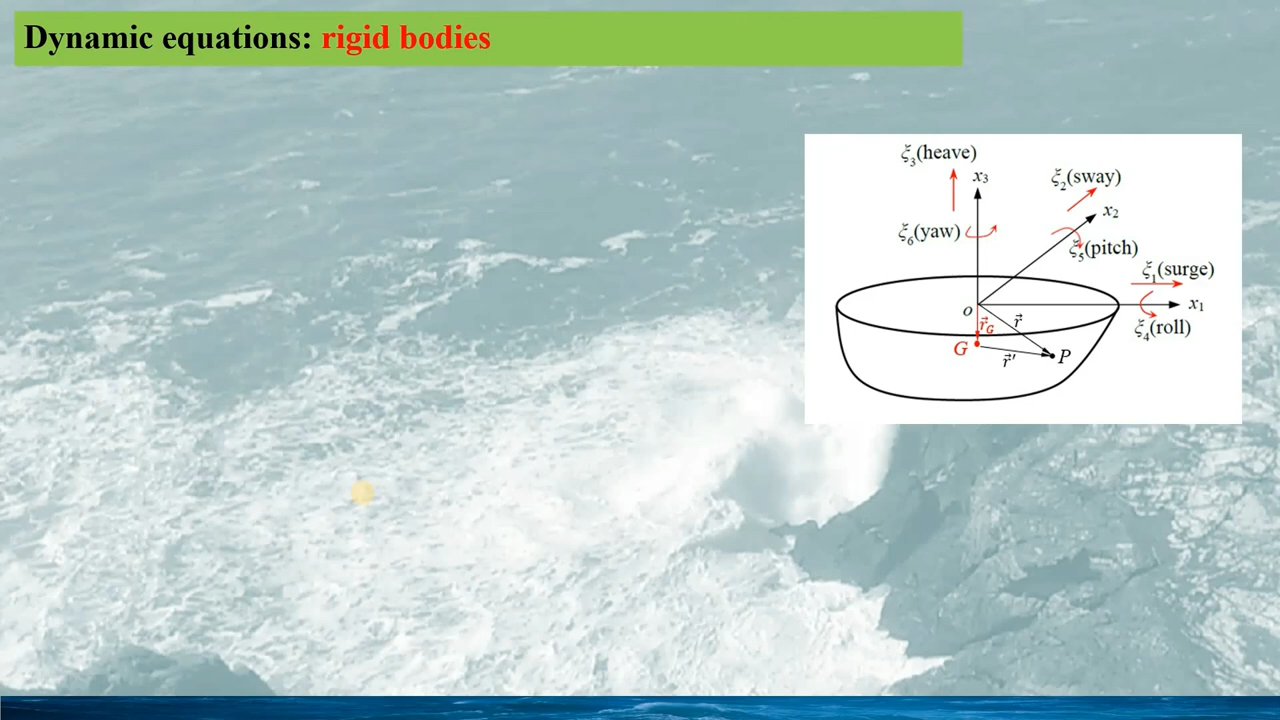 Dynamic equations: rigid bodies
ξ₃(heave)
x₃
ξ₂(sway)
x₂
ξ₆(yaw)
ξ₅(pitch)
ξ₁(surge)
o
x₁
r⃗_G
r⃗
ξ₄(roll)
G
r⃗′
P